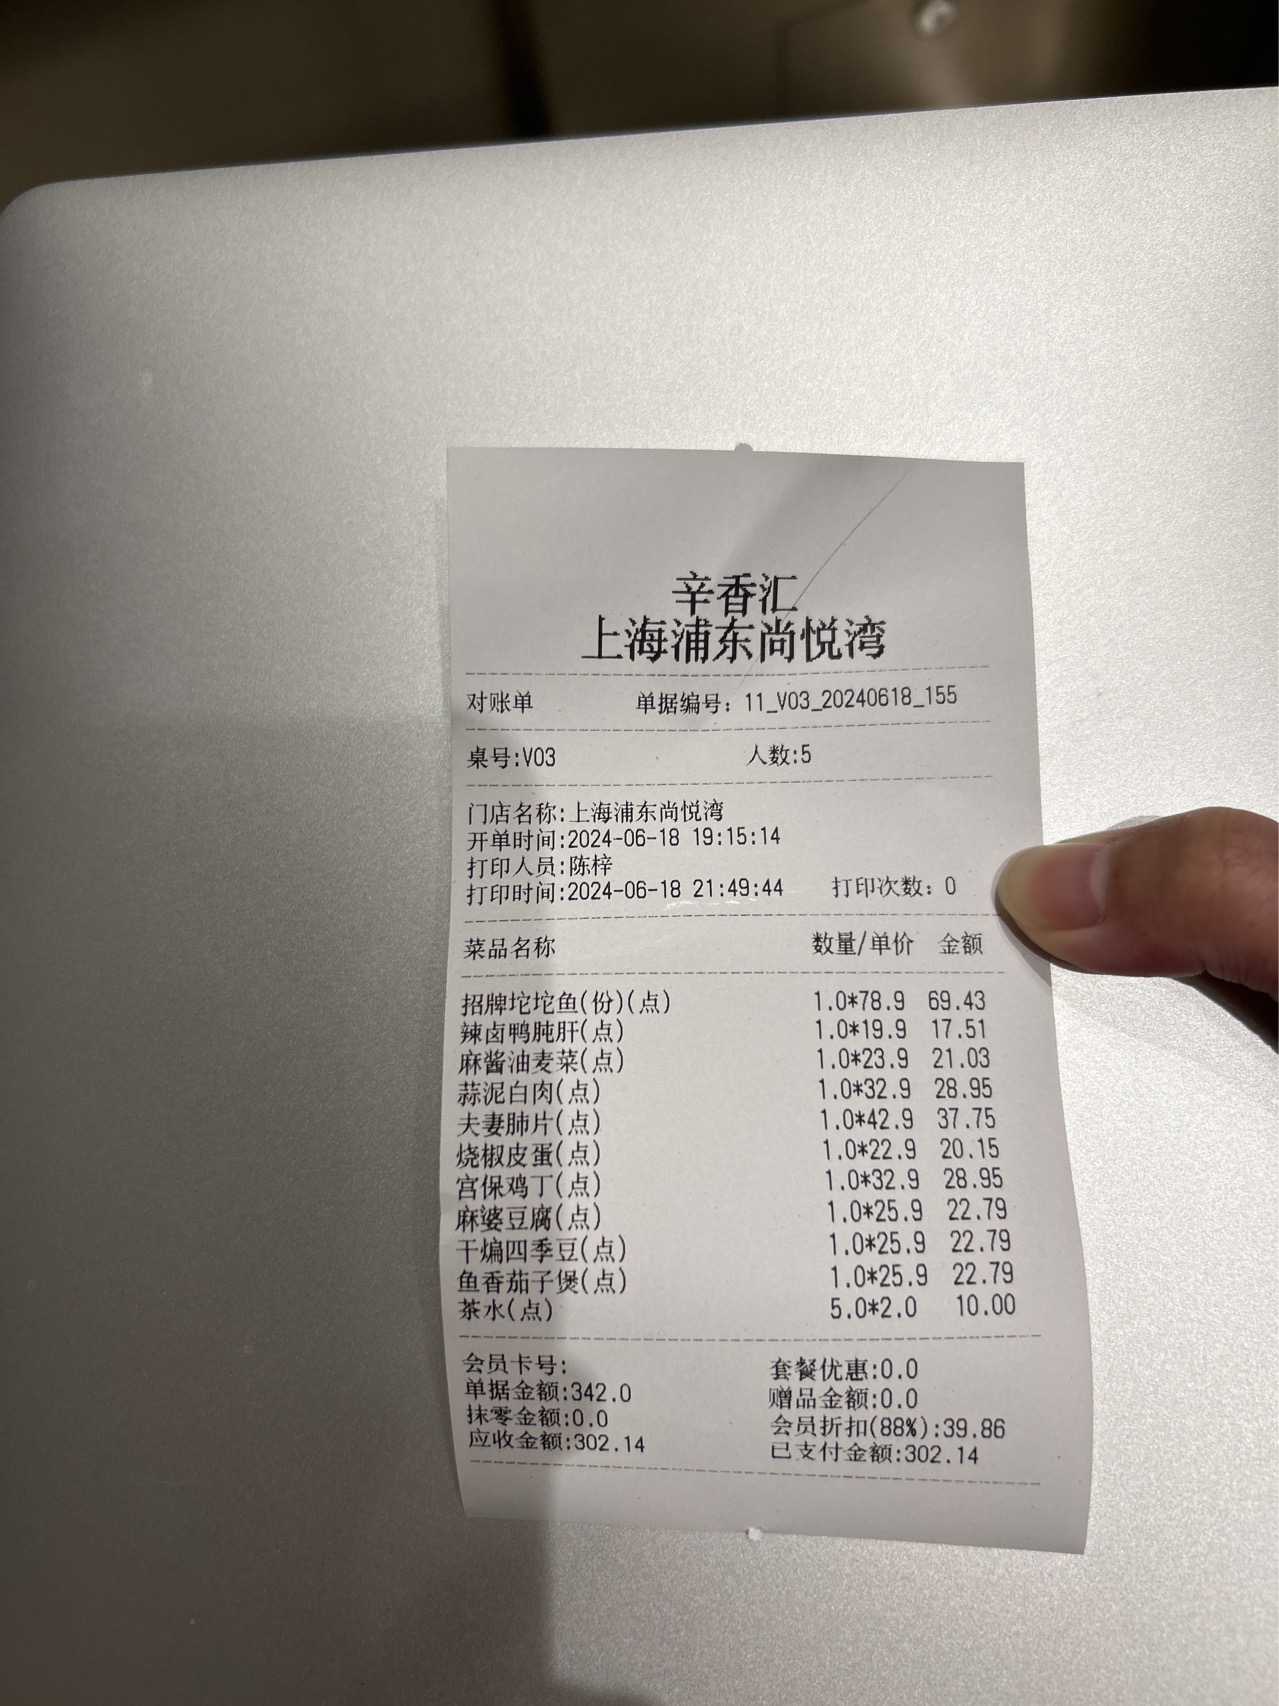 辛香汇
上海浦东尚悦湾
对账单 单据编号: 11_V03_20240618_155
桌号:V03 人数:5
门店名称:上海浦东尚悦湾
开单时间:2024-06-18 19:15:14
打印人员:陈梓
打印时间:2024-06-18 21:49:44 打印次数: 0
菜品名称 数量/单价 金额
招牌坨坨鱼(份)(点) 1.0*78.9 69.43
辣卤鸭肫肝(点) 1.0*19.9 17.51
麻酱油麦菜(点) 1.0*23.9 21.03
蒜泥白肉(点) 1.0*32.9 28.95
夫妻肺片(点) 1.0*42.9 37.75
烧椒皮蛋(点) 1.0*22.9 20.15
宫保鸡丁(点) 1.0*32.9 28.95
麻婆豆腐(点) 1.0*25.9 22.79
干煸四季豆(点) 1.0*25.9 22.79
鱼香茄子煲(点) 1.0*25.9 22.79
茶水(点) 5.0*2.0 10.00
会员卡号: 套餐优惠:0.0
单据金额:342.0 赠品金额:0.0
抹零金额:0.0 会员折扣(88%):39.86
应收金额:302.14 已支付金额:302.14